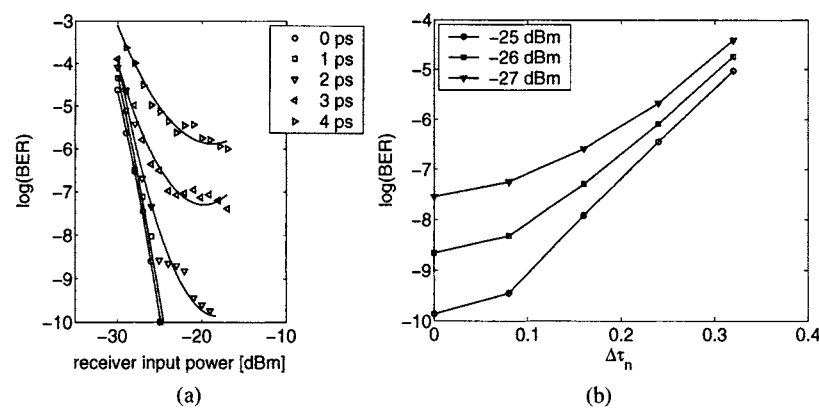 −3
−4
−5
−6
−7
−8
−9
−10
log(BER)
−40
−30
−20
−10
receiver input power [dBm]
0 ps
1 ps
2 ps
3 ps
4 ps
(a)
−4
−5
−6
−7
−8
−9
−10
log(BER)
0
0.1
0.2
0.3
0.4
Δτn
−25 dBm
−26 dBm
−27 dBm
(b)